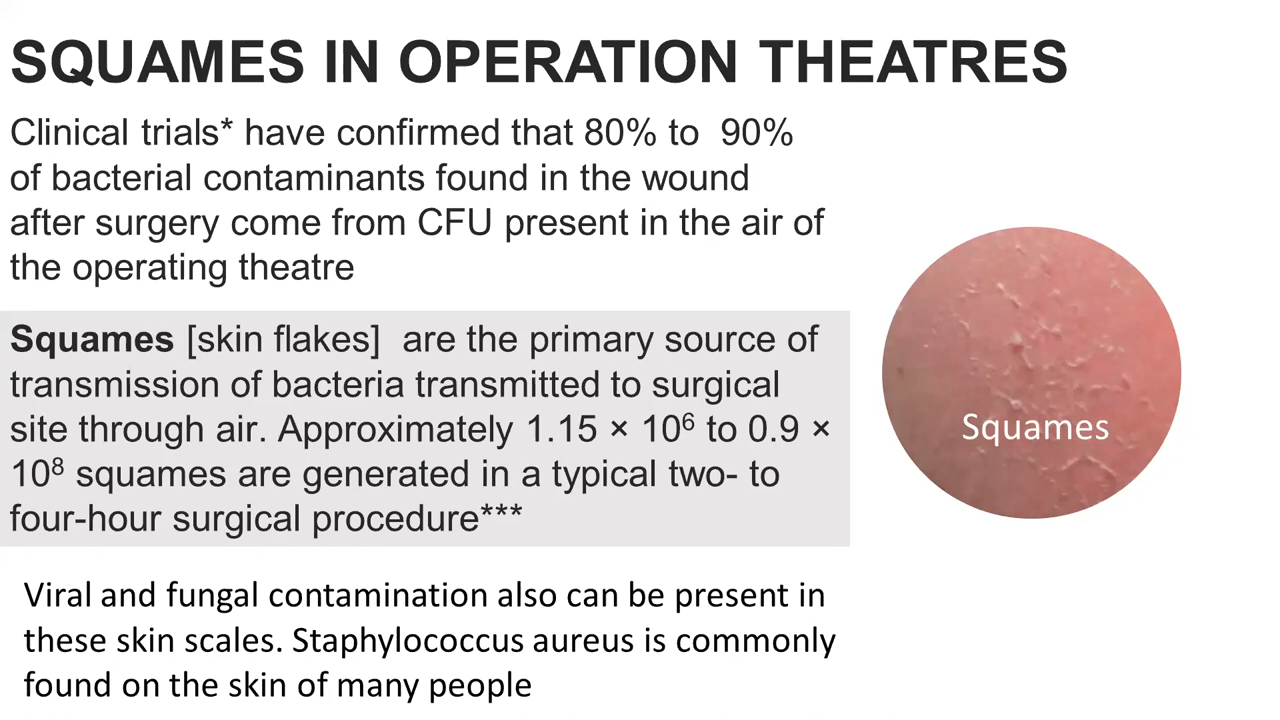 SQUAMES IN OPERATION THEATRES
Clinical trials* have confirmed that 80% to  90%
of bacterial contaminants found in the wound
after surgery come from CFU present in the air of
the operating theatre
Squames [skin flakes]  are the primary source of
transmission of bacteria transmitted to surgical
site through air. Approximately 1.15 × 10⁶ to 0.9 ×
10⁸ squames are generated in a typical two- to
four-hour surgical procedure***
Squames
Viral and fungal contamination also can be present in
these skin scales. Staphylococcus aureus is commonly
found on the skin of many people